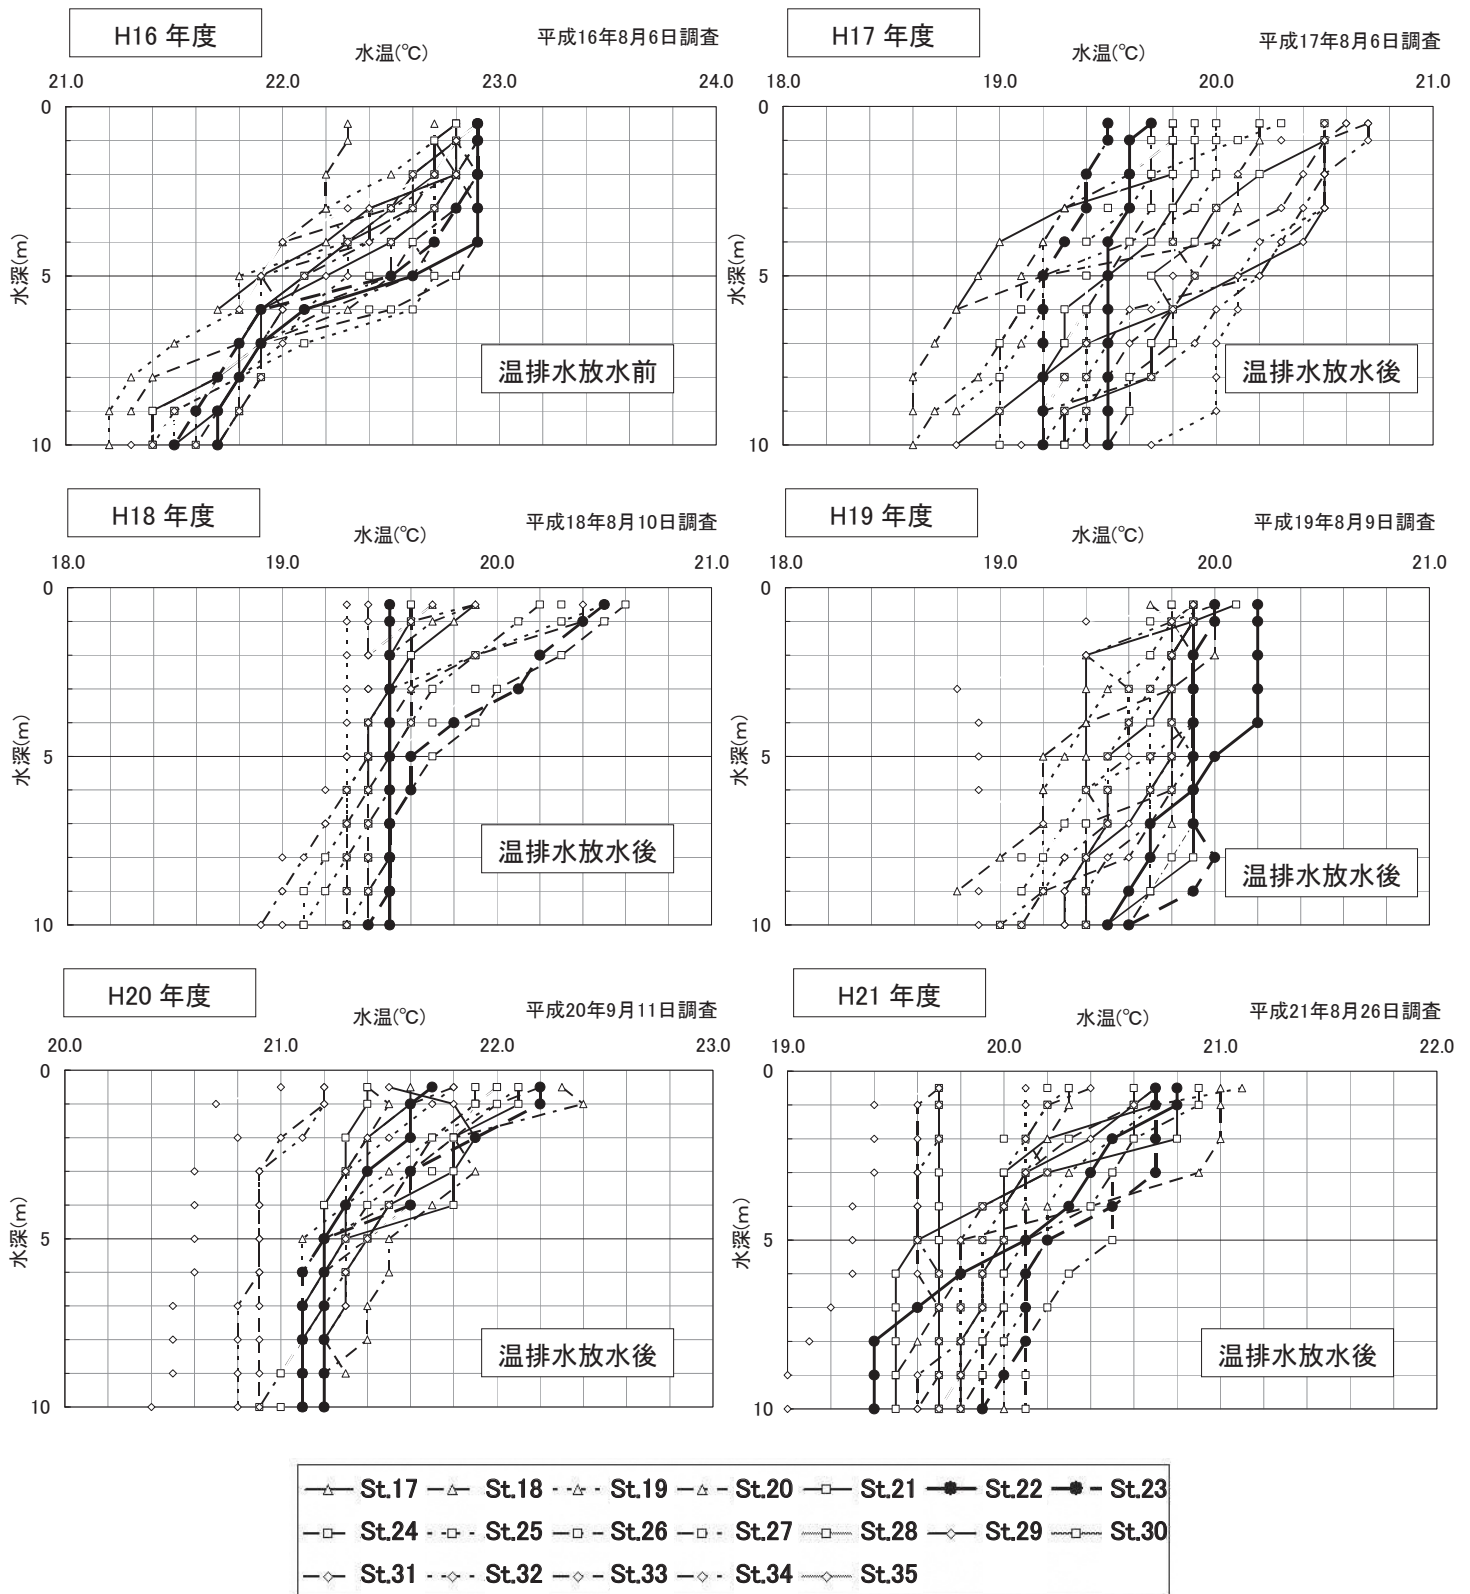 H16 年度
平成16年8月6日調査
水温(℃)
21.0 22.0 23.0 24.0
0
5
10
水深(m)
温排水放水前
H17 年度
平成17年8月6日調査
水温(℃)
18.0 19.0 20.0 21.0
0
5
10
水深(m)
温排水放水後
H18 年度
平成18年8月10日調査
水温(℃)
18.0 19.0 20.0 21.0
0
5
10
水深(m)
温排水放水後
H19 年度
平成19年8月9日調査
水温(℃)
18.0 19.0 20.0 21.0
0
5
10
水深(m)
温排水放水後
H20 年度
平成20年9月11日調査
水温(℃)
20.0 21.0 22.0 23.0
0
5
10
水深(m)
温排水放水後
H21 年度
平成21年8月26日調査
水温(℃)
19.0 20.0 21.0 22.0
0
5
10
水深(m)
温排水放水後
St.17 St.18 St.19 St.20 St.21 St.22 St.23
St.24 St.25 St.26 St.27 St.28 St.29 St.30
St.31 St.32 St.33 St.34 St.35